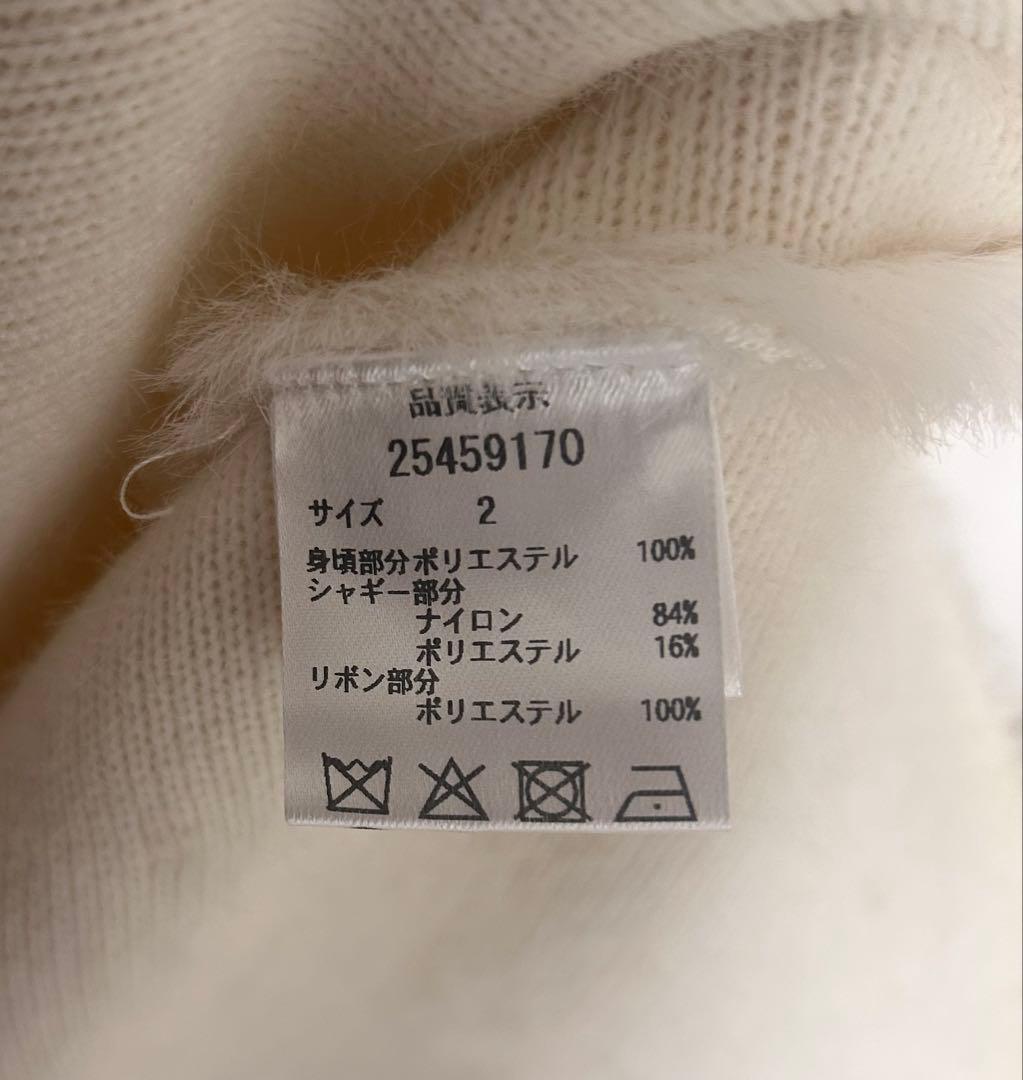 品質表示
25459170
サイズ 2
身頃部分ポリエステル 100%
シャギー部分
ナイロン 84%
ポリエステル 16%
リボン部分
ポリエステル 100%